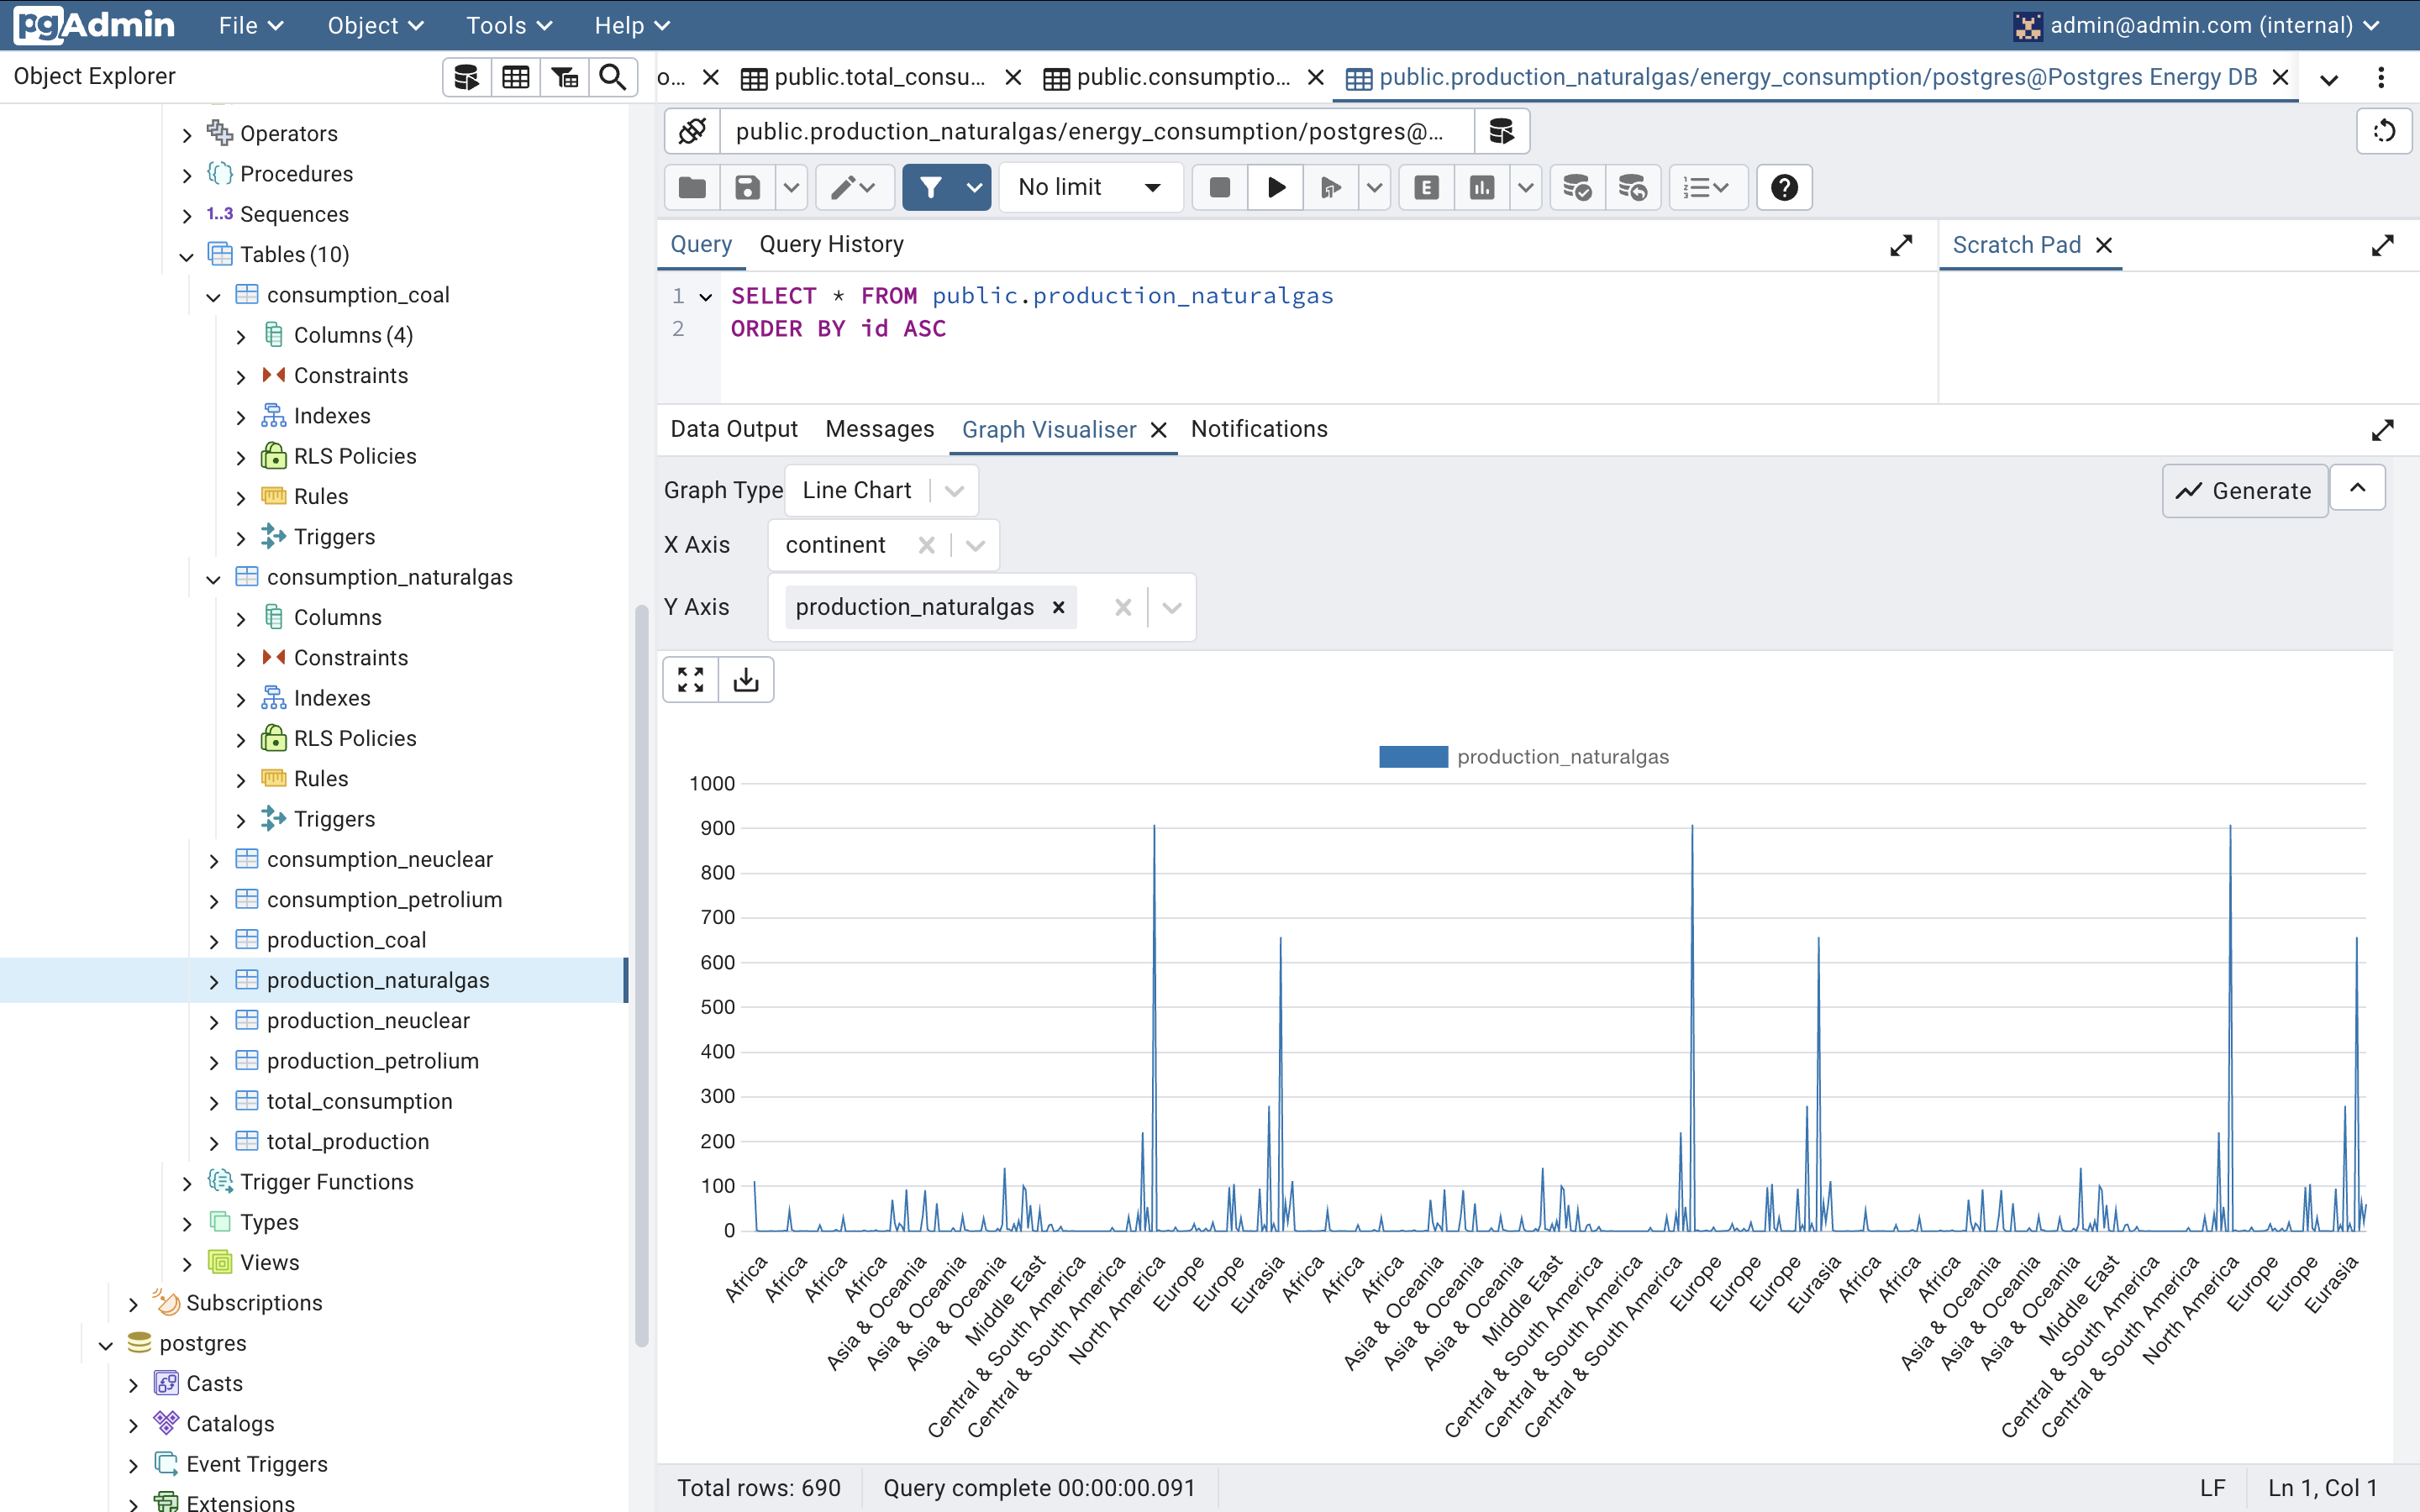 pgAdmin File Object Tools Help admin@admin.com (internal)
Object Explorer
o... public.total_consu... public.consumptio... public.production_naturalgas/energy_consumption/postgres@Postgres Energy DB
Operators
Procedures
1..3 Sequences
Tables (10)
consumption_coal
Columns (4)
Constraints
Indexes
RLS Policies
Rules
Triggers
consumption_naturalgas
Columns
Constraints
Indexes
RLS Policies
Rules
Triggers
consumption_neuclear
consumption_petrolium
production_coal
production_naturalgas
production_neuclear
production_petrolium
total_consumption
total_production
Trigger Functions
Types
Views
Subscriptions
postgres
Casts
Catalogs
Event Triggers
Extensions
public.production_naturalgas/energy_consumption/postgres@...
No limit E
Query Query History
Scratch Pad
1 SELECT * FROM public.production_naturalgas
2 ORDER BY id ASC
Data Output Messages Graph Visualiser Notifications
Graph Type Line Chart Generate
X Axis continent
Y Axis production_naturalgas
production_naturalgas
1000
900
800
700
600
500
400
300
200
100
0
Africa
Africa
Africa
Africa
Asia & Oceania
Asia & Oceania
Asia & Oceania
Middle East
Central & South America
Central & South America
North America
Europe
Europe
Eurasia
Africa
Africa
Africa
Asia & Oceania
Asia & Oceania
Asia & Oceania
Middle East
Central & South America
Central & South America
Central & South America
Europe
Europe
Europe
Eurasia
Africa
Africa
Africa
Asia & Oceania
Asia & Oceania
Asia & Oceania
Middle East
Central & South America
Central & South America
North America
Europe
Europe
Eurasia
Total rows: 690 Query complete 00:00:00.091 LF Ln 1, Col 1